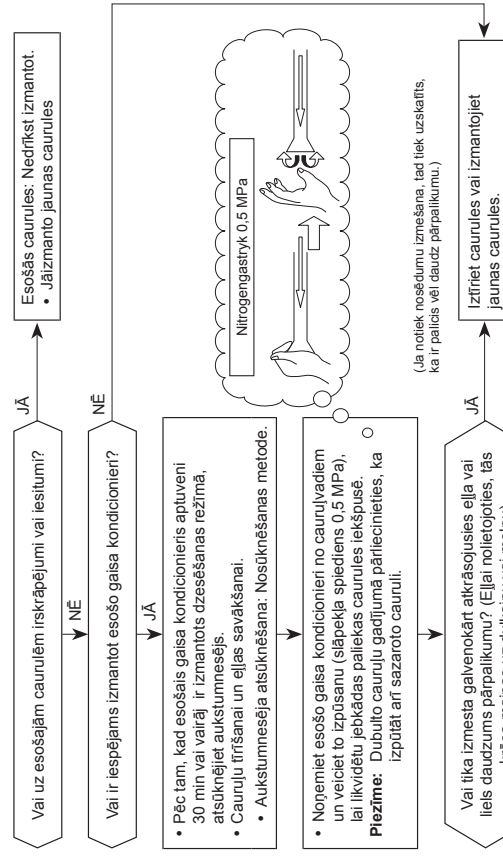 Vai uz esošajām caurulēm irskrāpējumi vai iesitumi?
JĀ
Esošās caurules: Nedrīkst izmantot.
• Jāizmanto jaunas caurules
NĒ
Vai ir iespējams izmantot esošo gaisa kondicionieri?
NĒ
JĀ
• Pēc tam, kad esošais gaisa kondicionieris aptuveni
30 min vai vairāj ir izmantots dzesēšanas režīmā,
atsūknējiet aukstumnesējs.
• Cauruļu tīrīšanai un eļļas savākšanai.
• Aukstumnesēja atsūknēšana: Nosūknēšanas metode.
Nitrogengastryk 0,5 MPa
• Noņemiet esošo gaisa kondicionieri no cauruļvadiem
un veiciet to izpūšanu (slāpekļa spiediens 0,5 MPa),
lai likvidētu jebkādas paliekas caurules iekšpusē.
Piezīme: Dubulto cauruļu gadījumā pārliecinieties, ka
izpūtāt arī sazaroto cauruli.
(Ja notiek nosēdumu izmešana, tad tiek uzskatīts,
ka ir palicis vēl daudz pārpalikumu.)
Vai tika izmesta galvenokārt atkrāsojusies eļļa vai
liels daudzums pārpalikumu? (Eļļai nolietojoties, tās
JĀ
Iztīriet caurules vai izmantojiet
jaunas caurules.